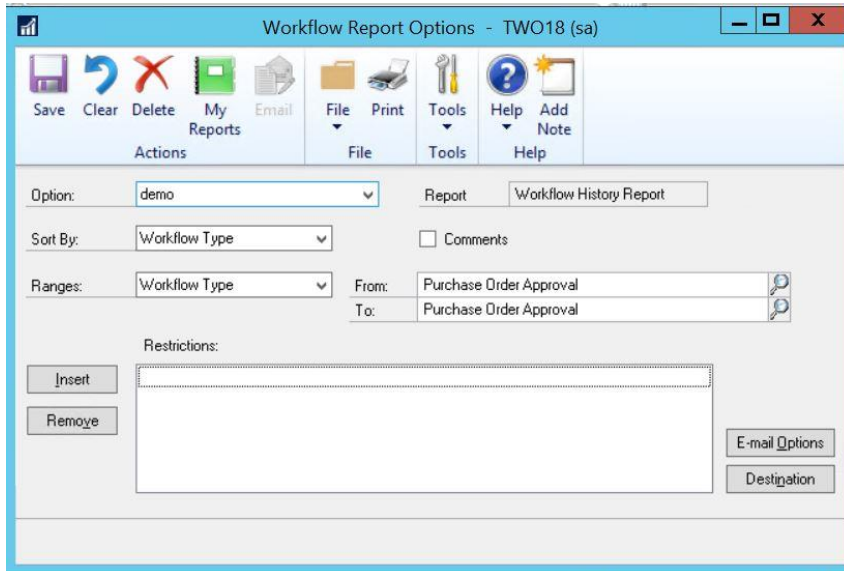 Workflow Report Options - TWO18 (sa)
Save Clear Delete My Reports Email File Print Tools Help Add Note
Actions File Tools Help
Option: demo Report Workflow History Report
Sort By: Workflow Type Comments
Ranges: Workflow Type From: Purchase Order Approval
To: Purchase Order Approval
Restrictions:
Insert
Remove
E-mail Options
Destination